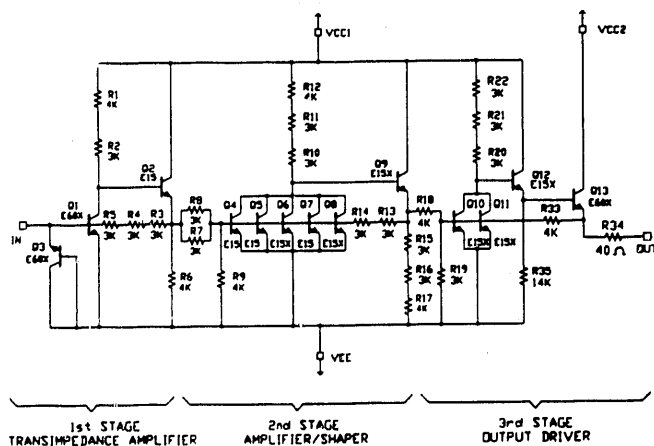 VCC1
VCC2
R1
4K
R2
3K
R12
4K
R11
3K
R10
3K
R22
3K
R21
3K
R20
3K
Q2
E15
Q9
E15X
Q12
E15X
Q13
E60X
Q1
E60X
R5
3K
R4
3K
R3
3K
R8
3K
R7
3K
Q4
E15
Q5
E15X
Q6
E15X
Q7
E15
Q8
E15X
R14
3K
R13
3K
R18
4K
Q10
E15X
Q11
E15X
R33
4K
R34
40 Ω
IN
OUT
Q3
E60X
R6
4K
R9
4K
R15
3K
R16
3K
R17
4K
R19
3K
R35
14K
VEE
1st STAGE
TRANSIMPEDANCE AMPLIFIER
2nd STAGE
AMPLIFIER/SHAPER
3rd STAGE
OUTPUT DRIVER